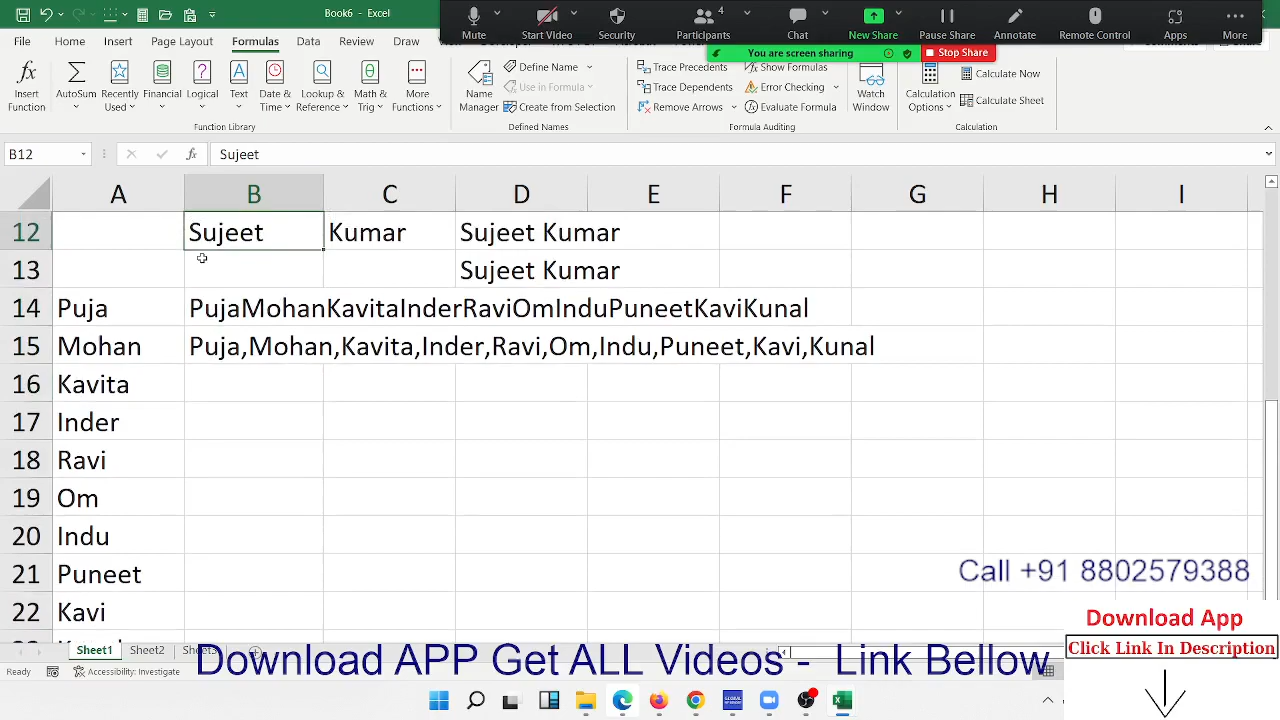 Book6 - Excel
Mute
Start Video
Security
4
Participants
Chat
New Share
Pause Share
Annotate
Remote Control
Apps
More
You are screen sharing
Stop Share
File
Home
Insert
Page Layout
Formulas
Data
Review
View
Draw
Insert
Function
AutoSum
Recently
Used
Financial
Logical
Text
Date &
Time
Lookup &
Reference
Math &
Trig
More
Functions
Function Library
Name
Manager
Define Name
Use in Formula
Create from Selection
Defined Names
Trace Precedents
Trace Dependents
Remove Arrows
Show Formulas
Error Checking
Evaluate Formula
Formula Auditing
Watch
Window
Calculation
Options
Calculate Now
Calculate Sheet
Calculation
B12
fx
Sujeet
A B C D E F G H I
12 Sujeet Kumar Sujeet Kumar
13 Sujeet Kumar
14 Puja PujaMohanKavitaInderRaviOmInduPuneetKaviKunal
15 Mohan Puja,Mohan,Kavita,Inder,Ravi,Om,Indu,Puneet,Kavi,Kunal
16 Kavita
17 Inder
18 Ravi
19 Om
20 Indu
21 Puneet
22 Kavi
Call +91 8802579388
Download App
Click Link In Description
Sheet1
Sheet2
Download APP Get ALL Videos - Link Bellow
Ready
Accessibility: Investigate